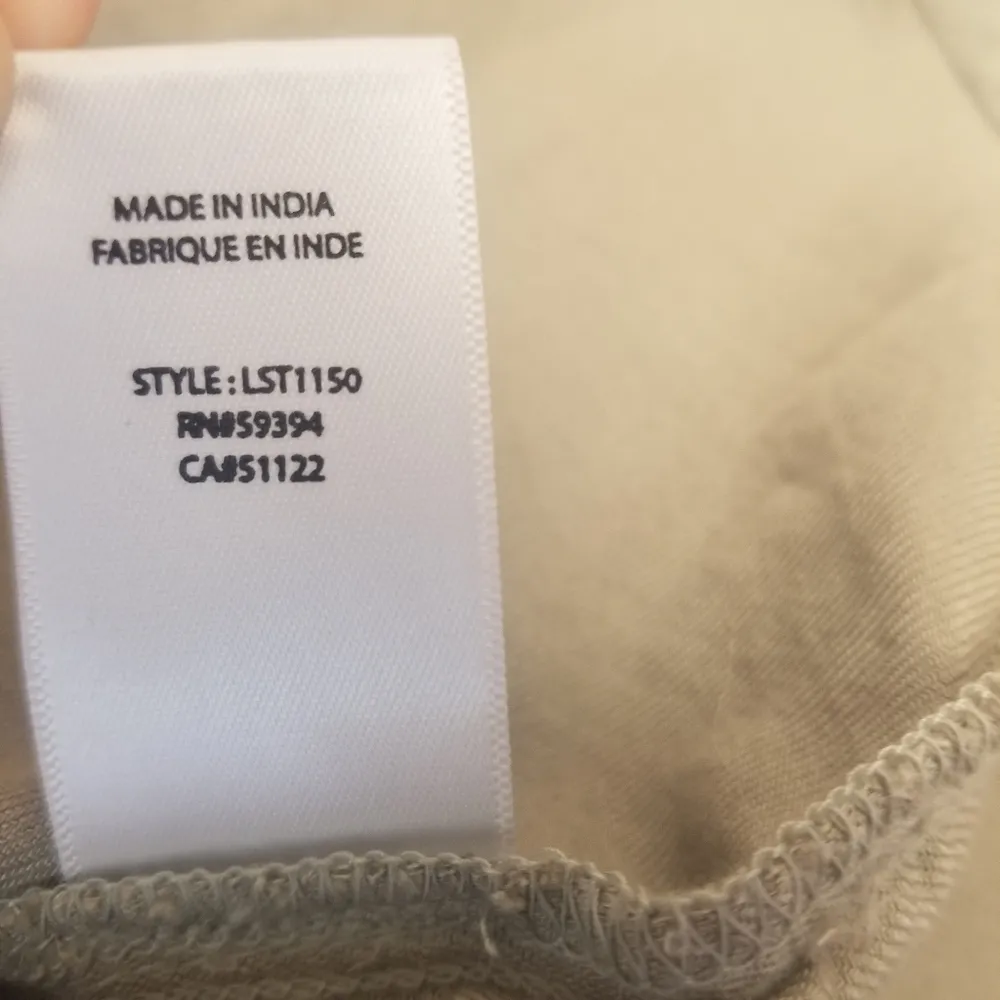 MADE IN INDIA
FABRIQUE EN INDE
STYLE: LST1150
RN#59394
CA#51122